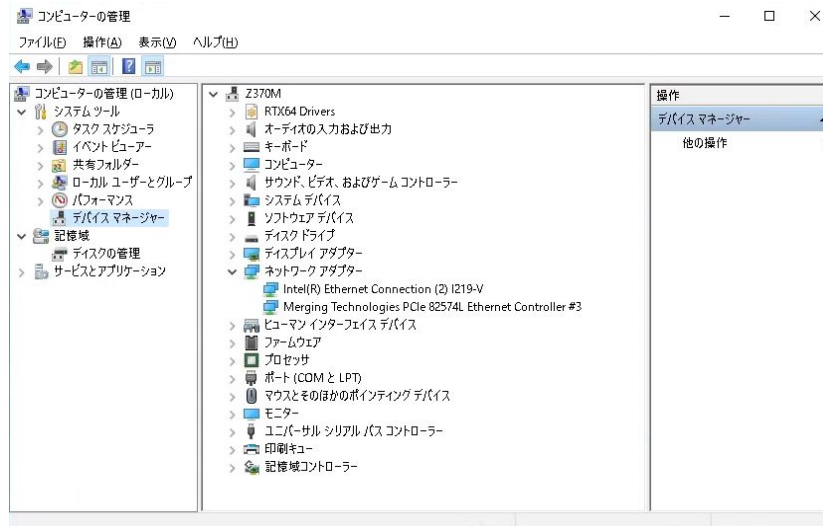 コンピューターの管理
ファイル(F) 操作(A) 表示(V) ヘルプ(H)
コンピューターの管理 (ローカル)
システム ツール
タスク スケジューラ
イベント ビューアー
共有フォルダー
ローカル ユーザーとグループ
パフォーマンス
デバイス マネージャー
記憶域
ディスクの管理
サービスとアプリケーション
Z370M
RTX64 Drivers
オーディオの入力および出力
キーボード
コンピューター
サウンド、ビデオ、およびゲーム コントローラー
システム デバイス
ソフトウェア デバイス
ディスク ドライブ
ディスプレイ アダプター
ネットワーク アダプター
Intel(R) Ethernet Connection (2) I219-V
Merging Technologies PCIe 82574L Ethernet Controller #3
ヒューマン インターフェイス デバイス
ファームウェア
プロセッサ
ポート (COM と LPT)
マウスとそのほかのポインティング デバイス
モニター
ユニバーサル シリアル バス コントローラー
印刷キュー
記憶域コントローラー
操作
デバイス マネージャー
他の操作